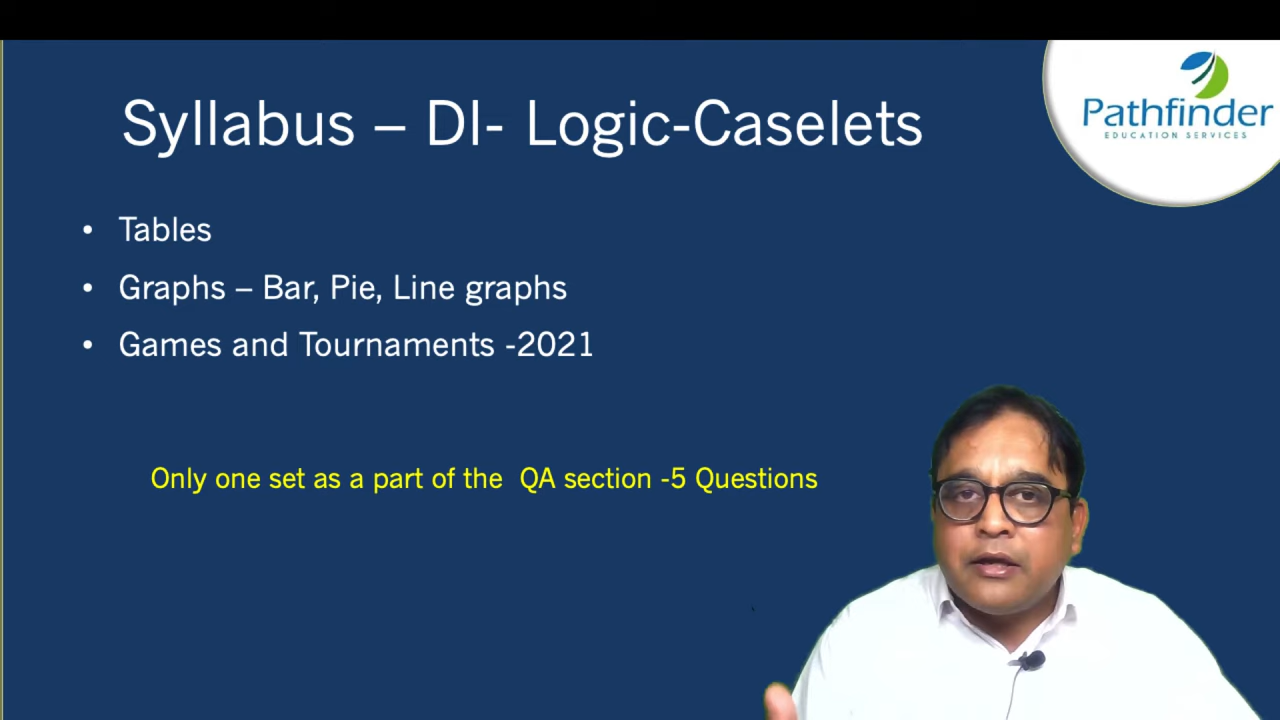 Pathfinder
EDUCATION SERVICES
Syllabus – DI- Logic-Caselets
• Tables
• Graphs – Bar, Pie, Line graphs
• Games and Tournaments -2021
Only one set as a part of the QA section -5 Questions